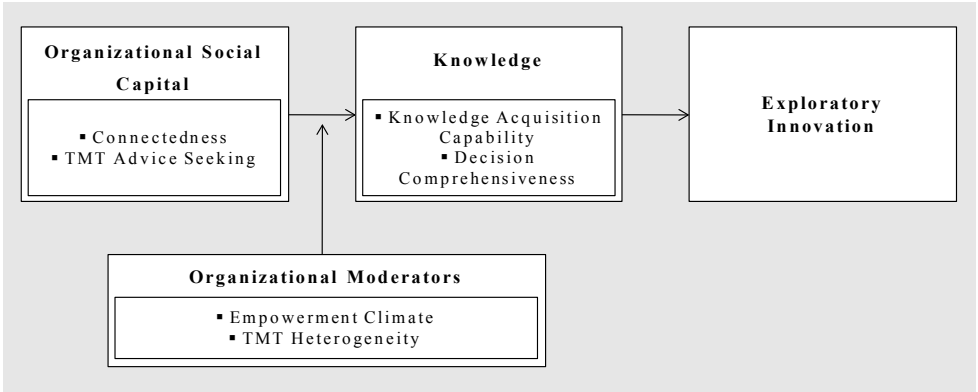 Organizational Social
Capital
▪ Connectedness
▪ TMT Advice Seeking
Knowledge
▪ Knowledge Acquisition
Capability
▪ Decision
Comprehensiveness
Exploratory
Innovation
Organizational Moderators
▪ Empowerment Climate
▪ TMT Heterogeneity